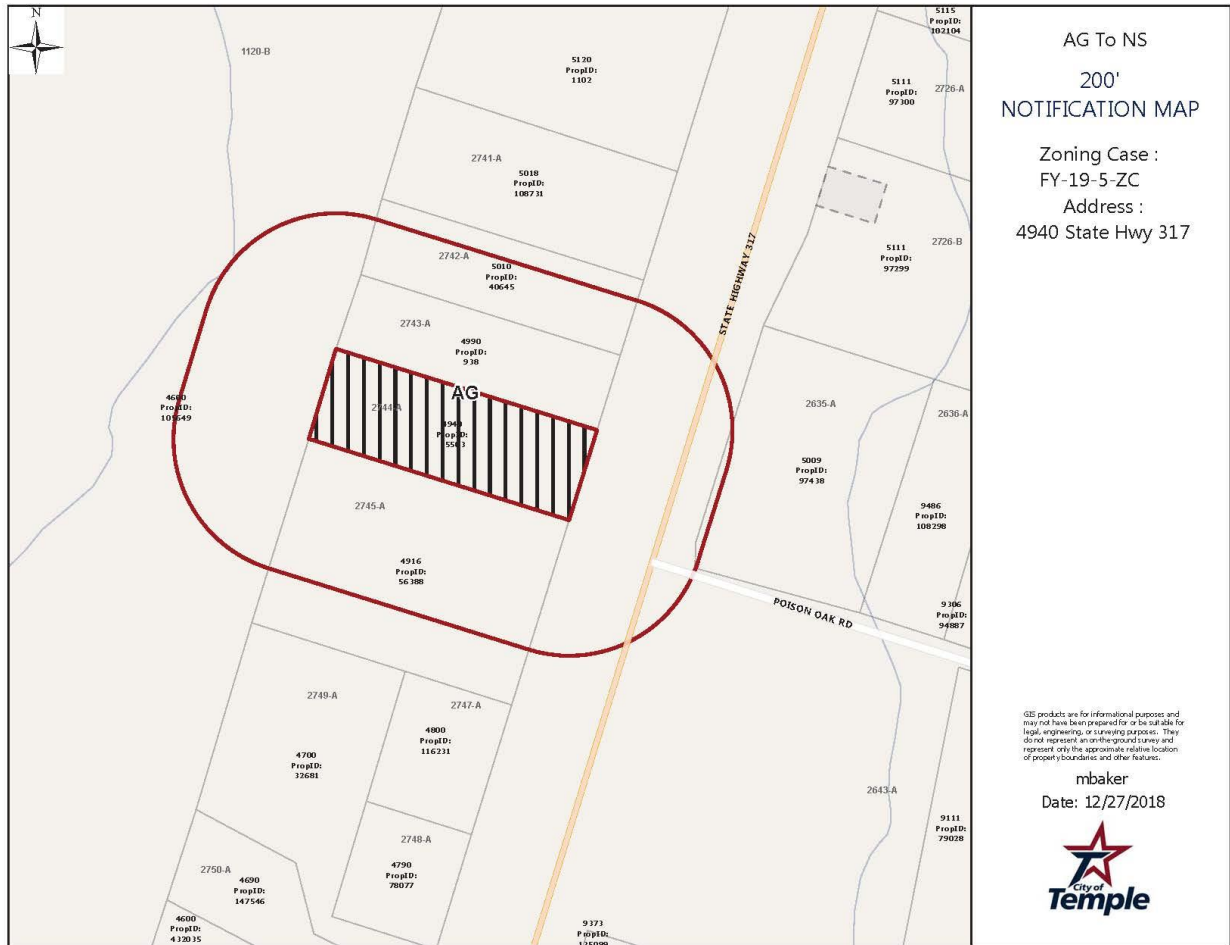 N
1120-B
5120
PropID:
1102
5115
PropID:
102104
5111
PropID:
97300
2726-A
2741-A
5018
PropID:
108731
2726-B
5111
PropID:
97299
2742-A
5010
PropID:
40645
STATE HIGHWAY 317
2743-A
4990
PropID:
938
AG
2744-A
4940
PropID:
4600
PropID:
2635-A
2636-A
5009
PropID:
97438
9486
PropID:
108298
2745-A
4916
PropID:
56388
POISON OAK RD
9306
PropID:
94887
2749-A
2747-A
4700
PropID:
32681
4800
PropID:
116231
2643-A
2748-A
4790
PropID:
78077
9111
PropID:
79028
2750-A
4690
PropID:
147546
4600
PropID:
432035
9373
PropID:
AG To NS
200'
NOTIFICATION MAP
Zoning Case :
FY-19-5-ZC
Address :
4940 State Hwy 317
GIS products are for informational purposes and
may not have been prepared for or be suitable for
legal, engineering, or surveying purposes. They
do not represent an on-the-ground survey and
represent only the approximate relative location
of property boundaries and other features.
mbaker
Date: 12/27/2018
City of
Temple